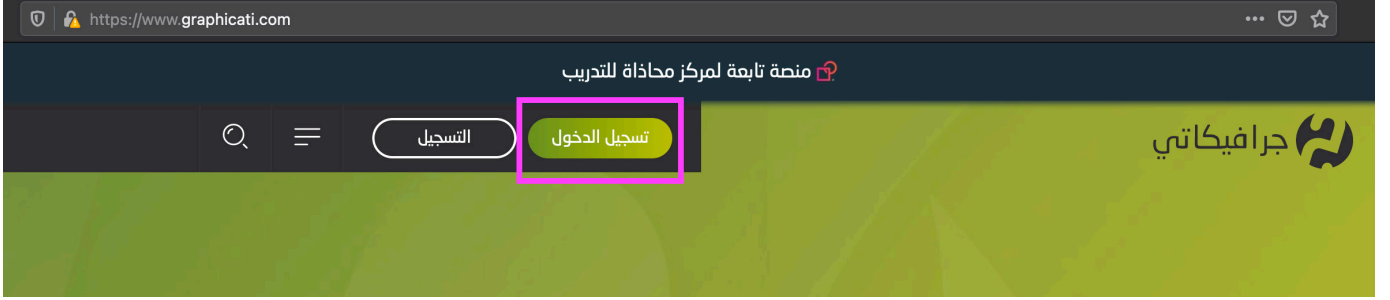 https://www.graphicati.com
منصة تابعة لمركز محاذاة للتدريب
جرافيكاتي
تسجيل الدخول
التسجيل